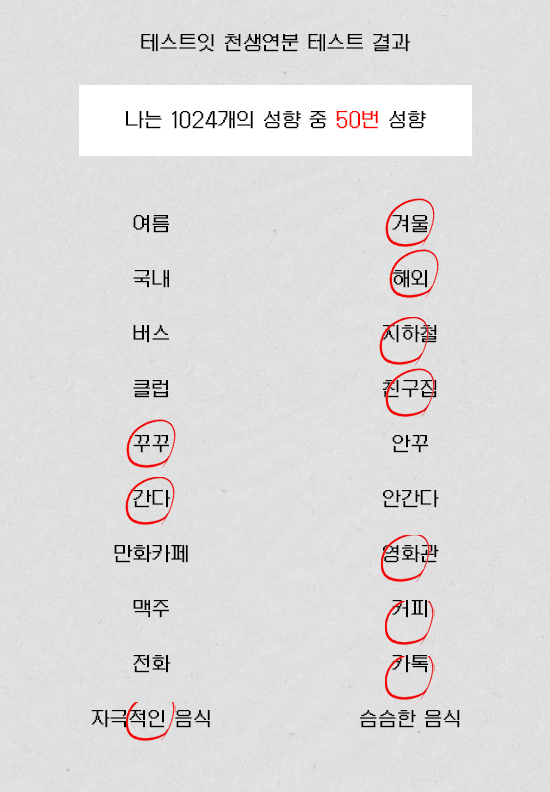 테스트잇 천생연분 테스트 결과
나는 1024개의 성향 중 50번 성향
여름 겨울
국내 해외
버스 지하철
클럽 친구집
꾸꾸 안꾸
간다 안간다
만화카페 영화관
맥주 커피
전화 카톡
자극적인 음식 슴슴한 음식